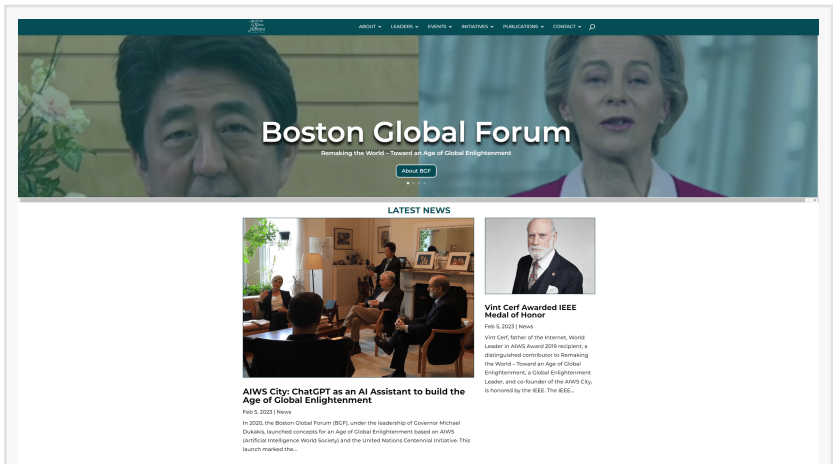 ABOUT
LEADERS
EVENTS
INITIATIVES
PUBLICATIONS
CONTACT
Boston Global Forum
Remaking the World – Toward an Age of Global Enlightenment
About BGF
LATEST NEWS
AIWS City: ChatGPT as an AI Assistant to build the
Age of Global Enlightenment
Feb 5, 2023 | News
In 2020, the Boston Global Forum (BGF), under the leadership of Governor Michael
Dukakis, launched concepts for an Age of Global Enlightenment based on AIWS
(Artificial Intelligence World Society) and the United Nations Centennial Initiative. This
launch marked the...
Vint Cerf Awarded IEEE
Medal of Honor
Feb 5, 2023 | News
Vint Cerf, father of the Internet, World
Leader in AIWS Award 2019 recipient, a
distinguished contributor to Remaking
the World – Toward an Age of Global
Enlightenment, a Global Enlightenment
Leader, and co-founder of the AIWS City,
is honored by the IEEE. The IEEE...